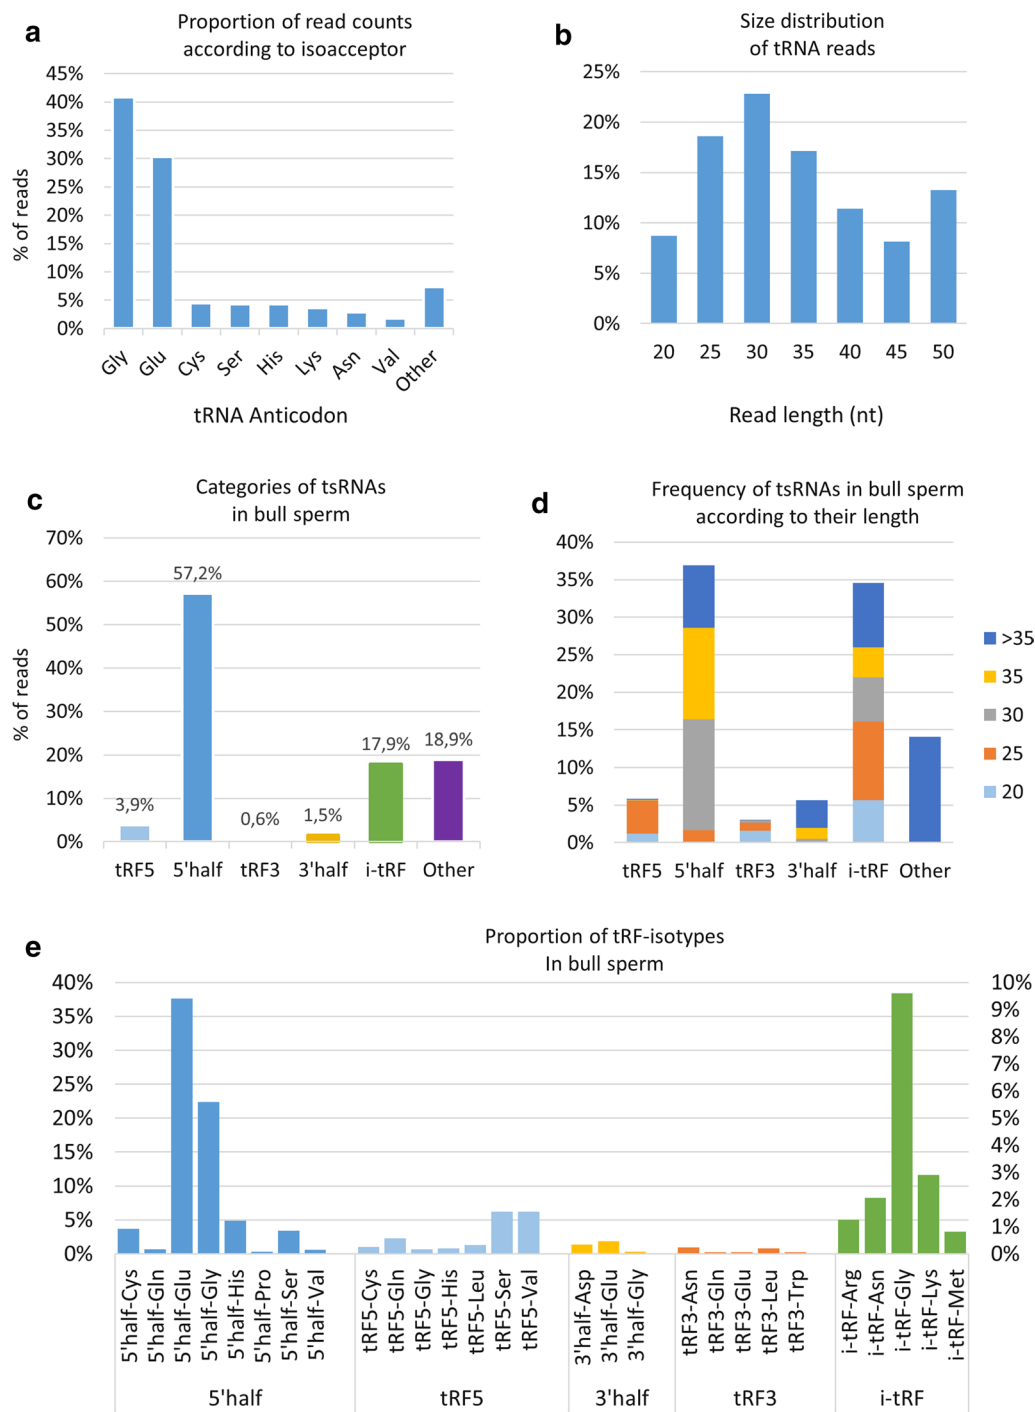 a
Proportion of read counts
according to isoacceptor
% of reads
45%
40%
35%
30%
25%
20%
15%
10%
5%
0%
Gly Glu Cys Ser His Lys Asn Val Other
tRNA Anticodon
b
Size distribution
of tRNA reads
25%
20%
15%
10%
5%
0%
20 25 30 35 40 45 50
Read length (nt)
c
Categories of tsRNAs
in bull sperm
% of reads
70%
60%
50%
40%
30%
20%
10%
0%
3,9% 57,2% 0,6% 1,5% 17,9% 18,9%
tRF5 5'half tRF3 3'half i-tRF Other
d
Frequency of tsRNAs in bull sperm
according to their length
40%
35%
30%
25%
20%
15%
10%
5%
0%
tRF5 5'half tRF3 3'half i-tRF Other
>35
35
30
25
20
e
Proportion of tRF-isotypes
In bull sperm
40%
35%
30%
25%
20%
15%
10%
5%
0%
10%
9%
8%
7%
6%
5%
4%
3%
2%
1%
0%
5'half-Cys
5'half-Gln
5'half-Glu
5'half-Gly
5'half-His
5'half-Pro
5'half-Ser
5'half-Val
tRF5-Cys
tRF5-Gln
tRF5-Gly
tRF5-His
tRF5-Leu
tRF5-Ser
tRF5-Val
3'half-Asp
3'half-Glu
3'half-Gly
tRF3-Asn
tRF3-Gln
tRF3-Glu
tRF3-Leu
tRF3-Trp
i-tRF-Arg
i-tRF-Asn
i-tRF-Gly
i-tRF-Lys
i-tRF-Met
5'half tRF5 3'half tRF3 i-tRF